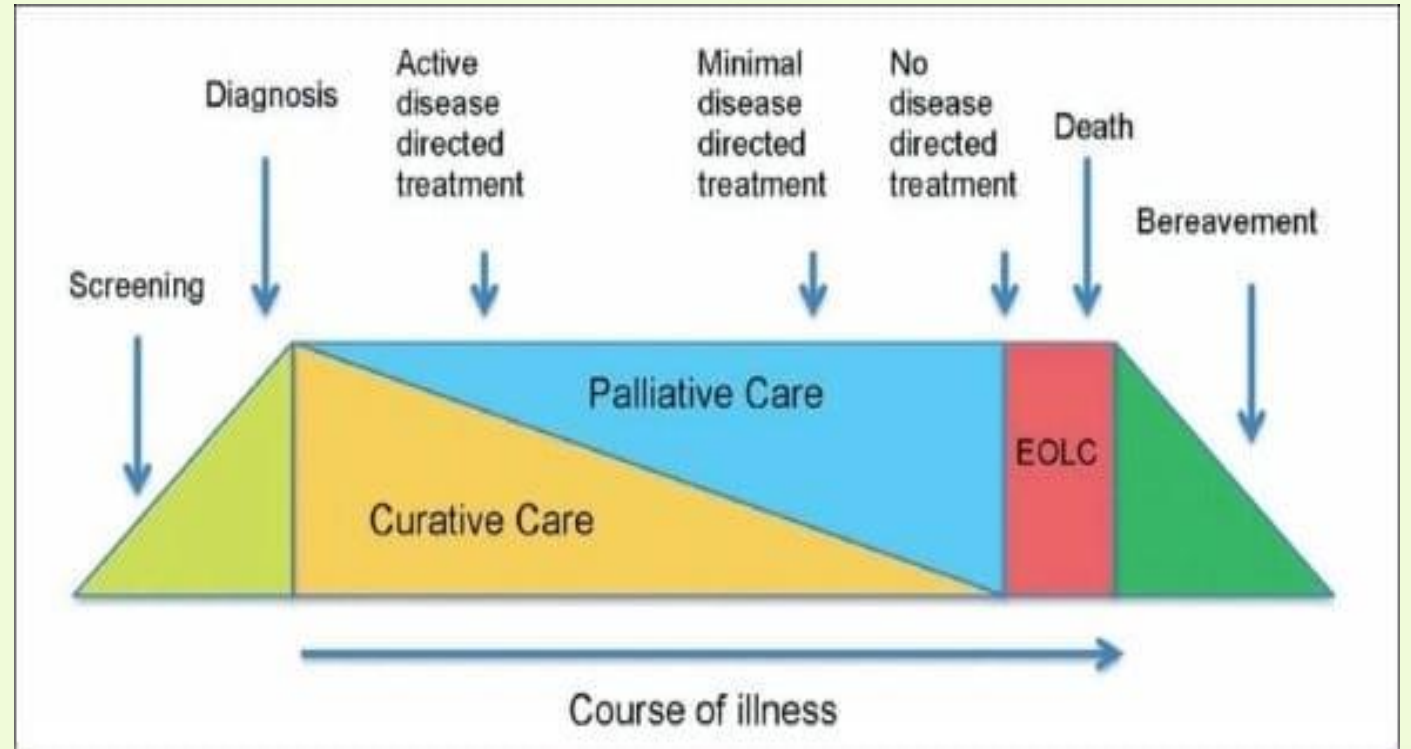 Diagnosis
Active
disease
directed
treatment
Minimal
disease
directed
treatment
No
disease
directed
treatment
Death
Bereavement
Screening
Palliative Care
EOLC
Curative Care
Course of illness